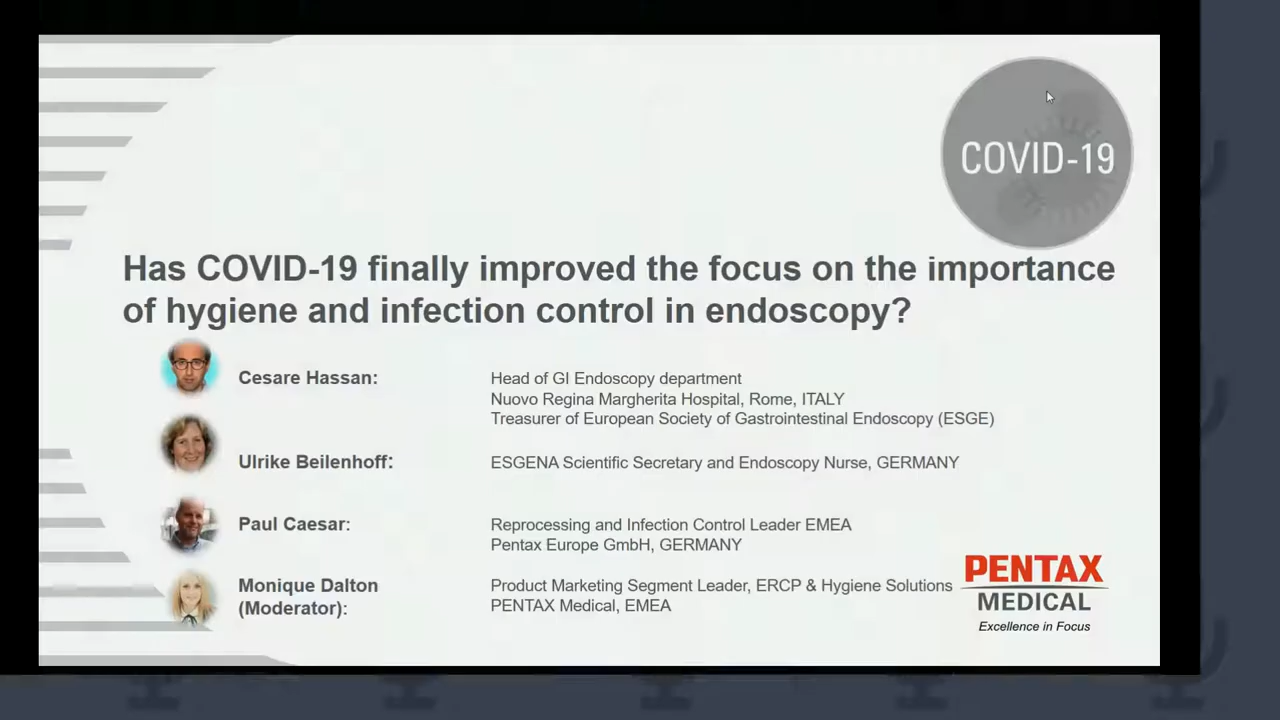 COVID-19
Has COVID-19 finally improved the focus on the importance
of hygiene and infection control in endoscopy?
Cesare Hassan:
Head of GI Endoscopy department
Nuovo Regina Margherita Hospital, Rome, ITALY
Treasurer of European Society of Gastrointestinal Endoscopy (ESGE)
Ulrike Beilenhoff:
ESGENA Scientific Secretary and Endoscopy Nurse, GERMANY
Paul Caesar:
Reprocessing and Infection Control Leader EMEA
Pentax Europe GmbH, GERMANY
Monique Dalton
(Moderator):
Product Marketing Segment Leader, ERCP & Hygiene Solutions
PENTAX Medical, EMEA
PENTAX
MEDICAL
Excellence in Focus